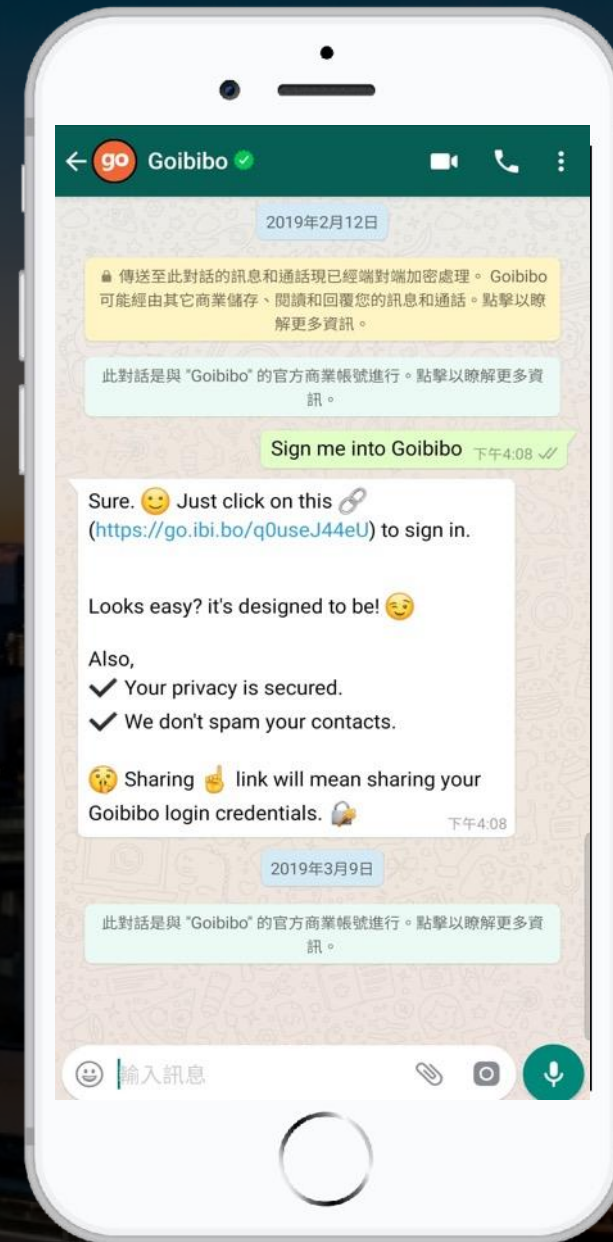 go Goibibo
2019年2月12日
傳送至此對話的訊息和通話現已經端對端加密處理。 Goibibo
可能經由其它商業儲存、閱讀和回覆您的訊息和通話。點擊以瞭
解更多資訊。
此對話是與 "Goibibo" 的官方商業帳號進行。點擊以瞭解更多資
訊。
Sign me into Goibibo 下午4:08
Sure. 🙂 Just click on this 🔗
(https://go.ibi.bo/q0useJ44eU) to sign in.
Looks easy? it's designed to be! 😉
Also,
✔ Your privacy is secured.
✔ We don't spam your contacts.
🤫 Sharing ☝ link will mean sharing your
Goibibo login credentials. 🔏
下午4:08
2019年3月9日
此對話是與 "Goibibo" 的官方商業帳號進行。點擊以瞭解更多資
訊。
輸入訊息